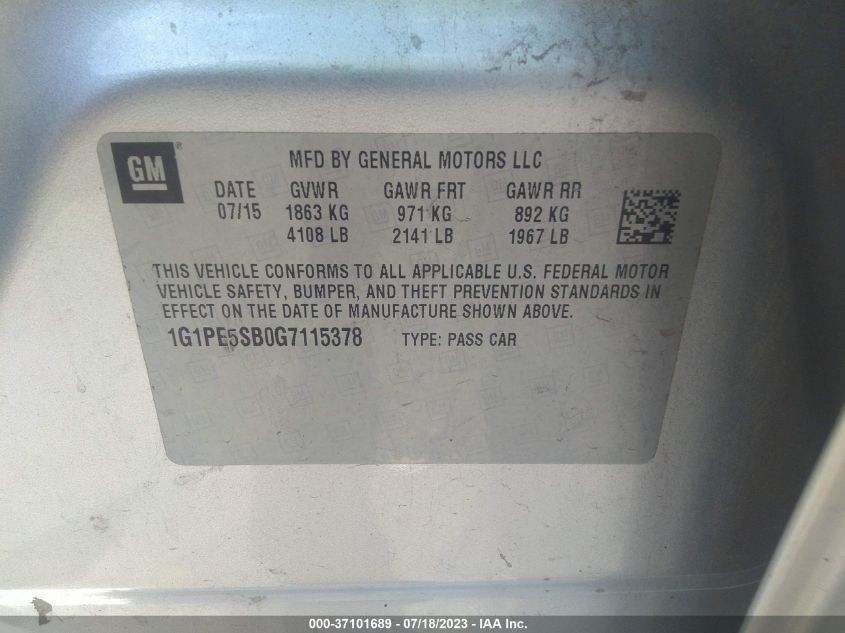 GM ®
MFD BY GENERAL MOTORS LLC
DATE GVWR GAWR FRT GAWR RR
07/15 1863 KG 971 KG 892 KG
4108 LB 2141 LB 1967 LB
THIS VEHICLE CONFORMS TO ALL APPLICABLE U.S. FEDERAL MOTOR
VEHICLE SAFETY, BUMPER, AND THEFT PREVENTION STANDARDS IN
EFFECT ON THE DATE OF MANUFACTURE SHOWN ABOVE.
1G1PE5SB0G7115378 TYPE: PASS CAR
000-37101689 - 07/18/2023 - IAA Inc.